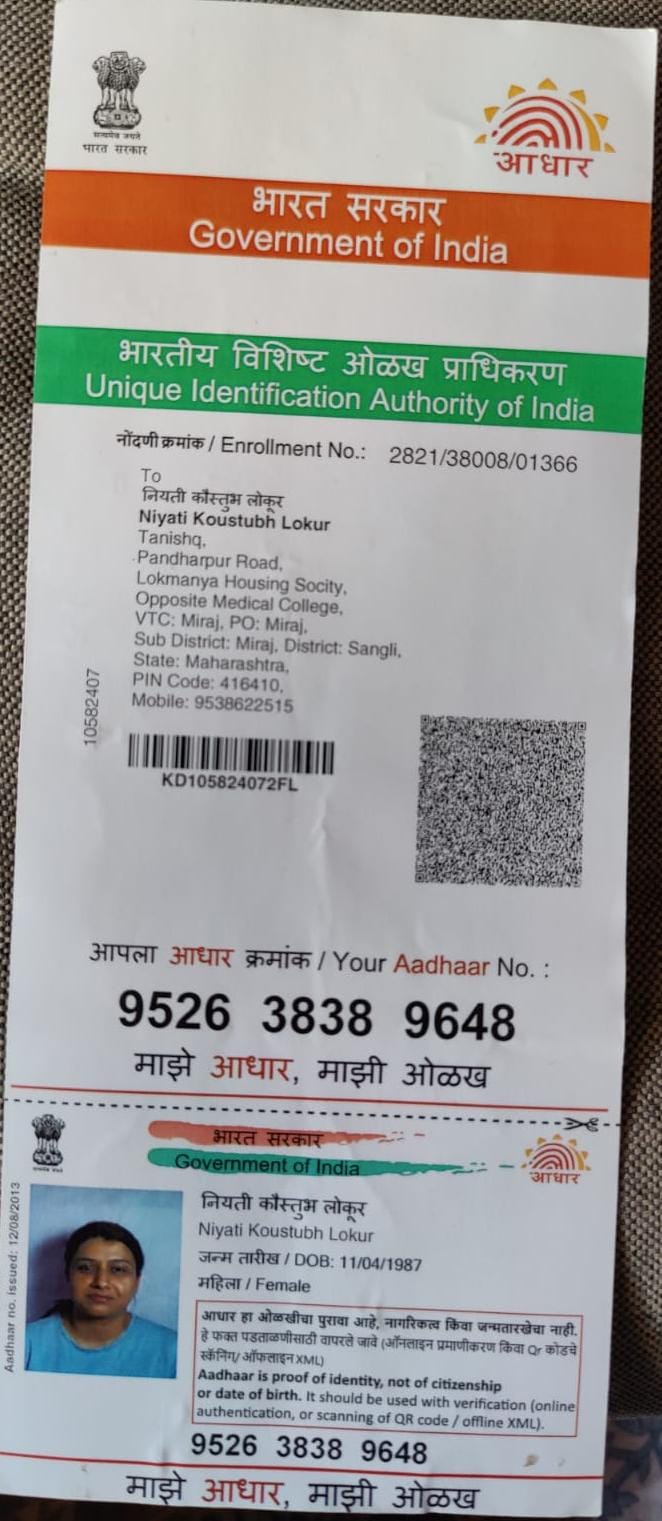 सत्यमेव जयते
भारत सरकार
आधार
भारत सरकार
Government of India
भारतीय विशिष्ट ओळख प्राधिकरण
Unique Identification Authority of India
नोंदणी क्रमांक / Enrollment No.: 2821/38008/01366
To
नियती कौस्तुभ लोकूर
Niyati Koustubh Lokur
Tanishq,
Pandharpur Road,
Lokmanya Housing Socity,
Opposite Medical College,
VTC: Miraj, PO: Miraj,
Sub District: Miraj, District: Sangli,
State: Maharashtra,
PIN Code: 416410,
Mobile: 9538622515
10582407
KD105824072FL
आपला आधार क्रमांक / Your Aadhaar No. :
9526 3838 9648
माझे आधार, माझी ओळख
सत्यमेव जयते
भारत सरकार
Government of India
आधार
Aadhaar no. issued: 12/08/2013
नियती कौस्तुभ लोकूर
Niyati Koustubh Lokur
जन्म तारीख / DOB: 11/04/1987
महिला / Female
आधार हा ओळखीचा पुरावा आहे, नागरिकत्व किंवा जन्मतारखेचा नाही.
हे फक्त पडताळणीसाठी वापरले जावे (ऑनलाइन प्रमाणीकरण किंवा Qr कोडचे
स्कॅनिंग/ ऑफलाइन XML)
Aadhaar is proof of identity, not of citizenship
or date of birth. It should be used with verification (online
authentication, or scanning of QR code / offline XML).
9526 3838 9648
माझे आधार, माझी ओळख